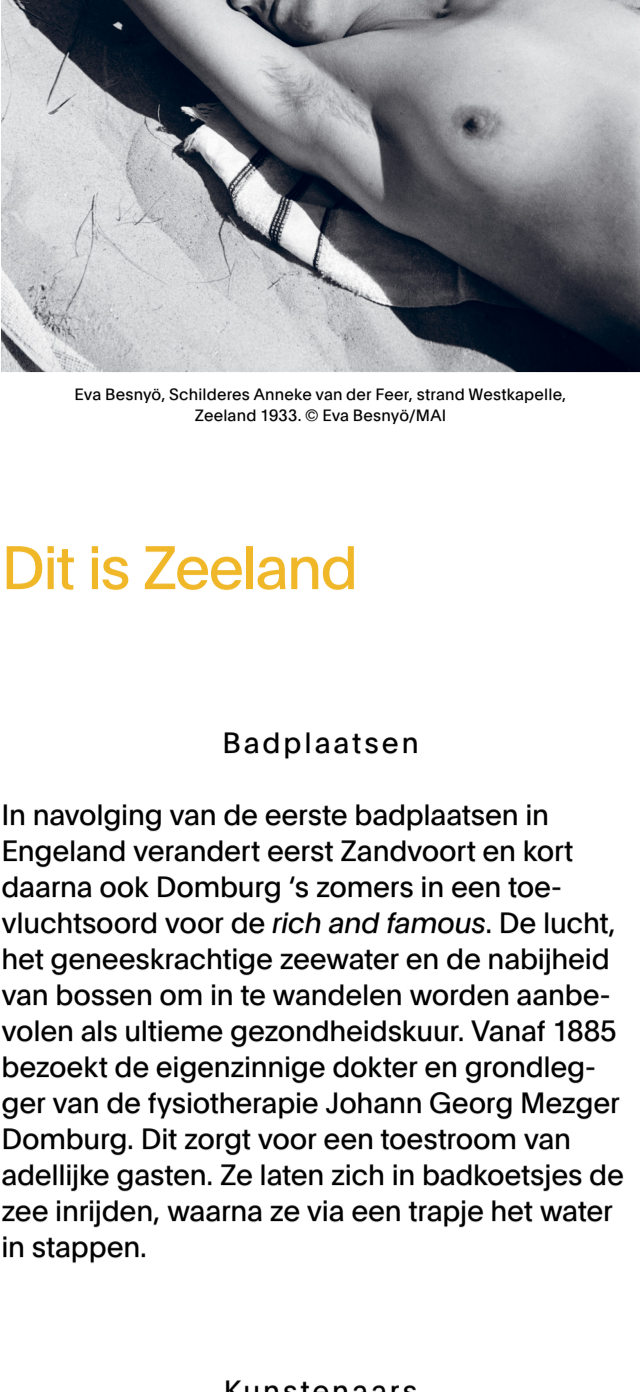 Eva Besnyö, Schilderes Anneke van der Feer, strand Westkapelle,
Zeeland 1933. © Eva Besnyö/MAI
Dit is Zeeland
Badplaatsen
In navolging van de eerste badplaatsen in
Engeland verandert eerst Zandvoort en kort
daarna ook Domburg ‘s zomers in een toe-
vluchtsoord voor de rich and famous. De lucht,
het geneeskrachtige zeewater en de nabijheid
van bossen om in te wandelen worden aanbe-
volen als ultieme gezondheidskuur. Vanaf 1885
bezoekt de eigenzinnige dokter en grondleg-
ger van de fysiotherapie Johann Georg Mezger
Domburg. Dit zorgt voor een toestroom van
adellijke gasten. Ze laten zich in badkoetsjes de
zee inrijden, waarna ze via een trapje het water
in stappen.
Kunstenaars